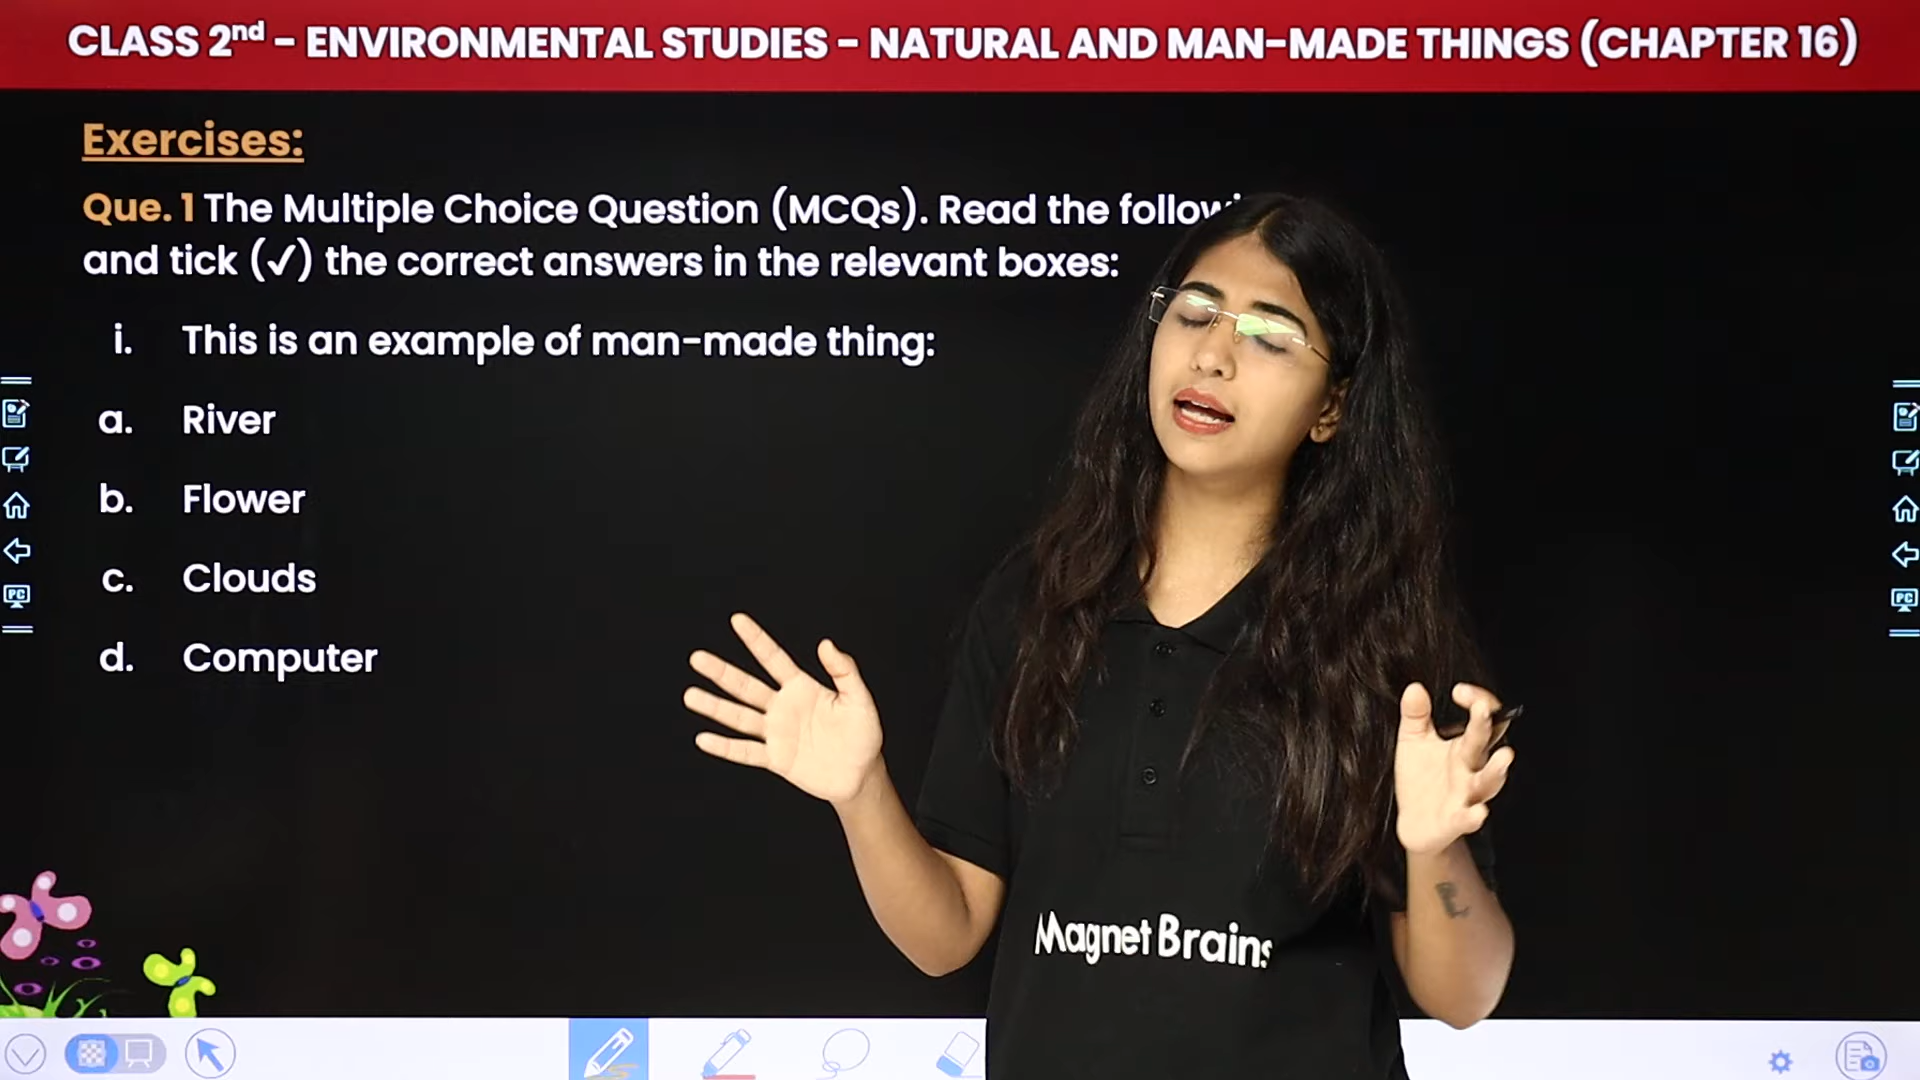 CLASS 2nd - ENVIRONMENTAL STUDIES - NATURAL AND MAN-MADE THINGS (CHAPTER 16)
Exercises:
Que. 1 The Multiple Choice Question (MCQs). Read the
and tick (✓) the correct answers in the relevant boxes:
i. This is an example of man-made thing:
a. River
b. Flower
c. Clouds
d. Computer
Magnet Brains
PC
PC